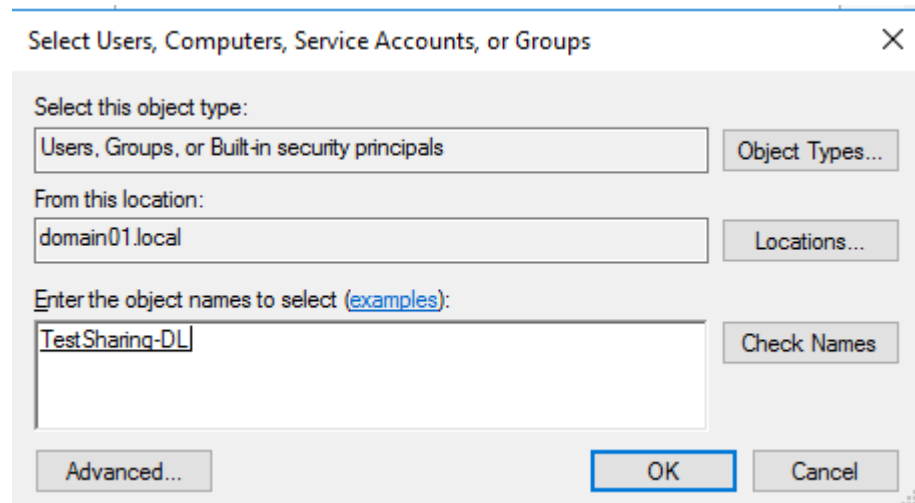 Select Users, Computers, Service Accounts, or Groups
Select this object type:
Users, Groups, or Built-in security principals
Object Types...
From this location:
domain01.local
Locations...
Enter the object names to select (examples):
TestSharing-DL
Check Names
Advanced...
OK
Cancel